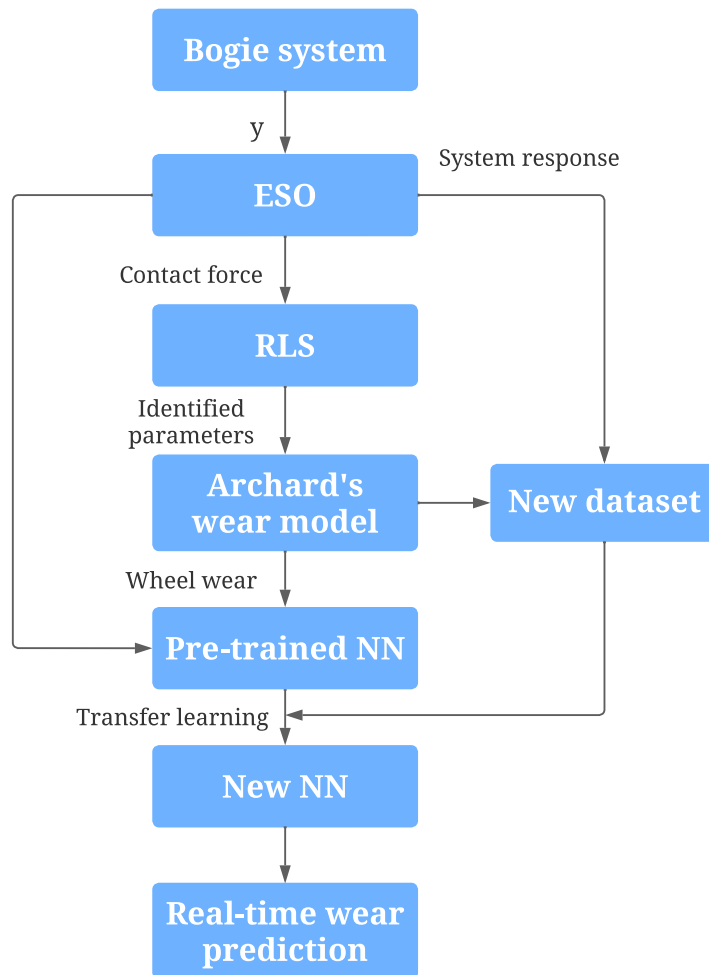 Bogie system
y
System response
ESO
Contact force
RLS
Identified
parameters
Archard's
wear model
New dataset
Wheel wear
Pre-trained NN
Transfer learning
New NN
Real-time wear
prediction